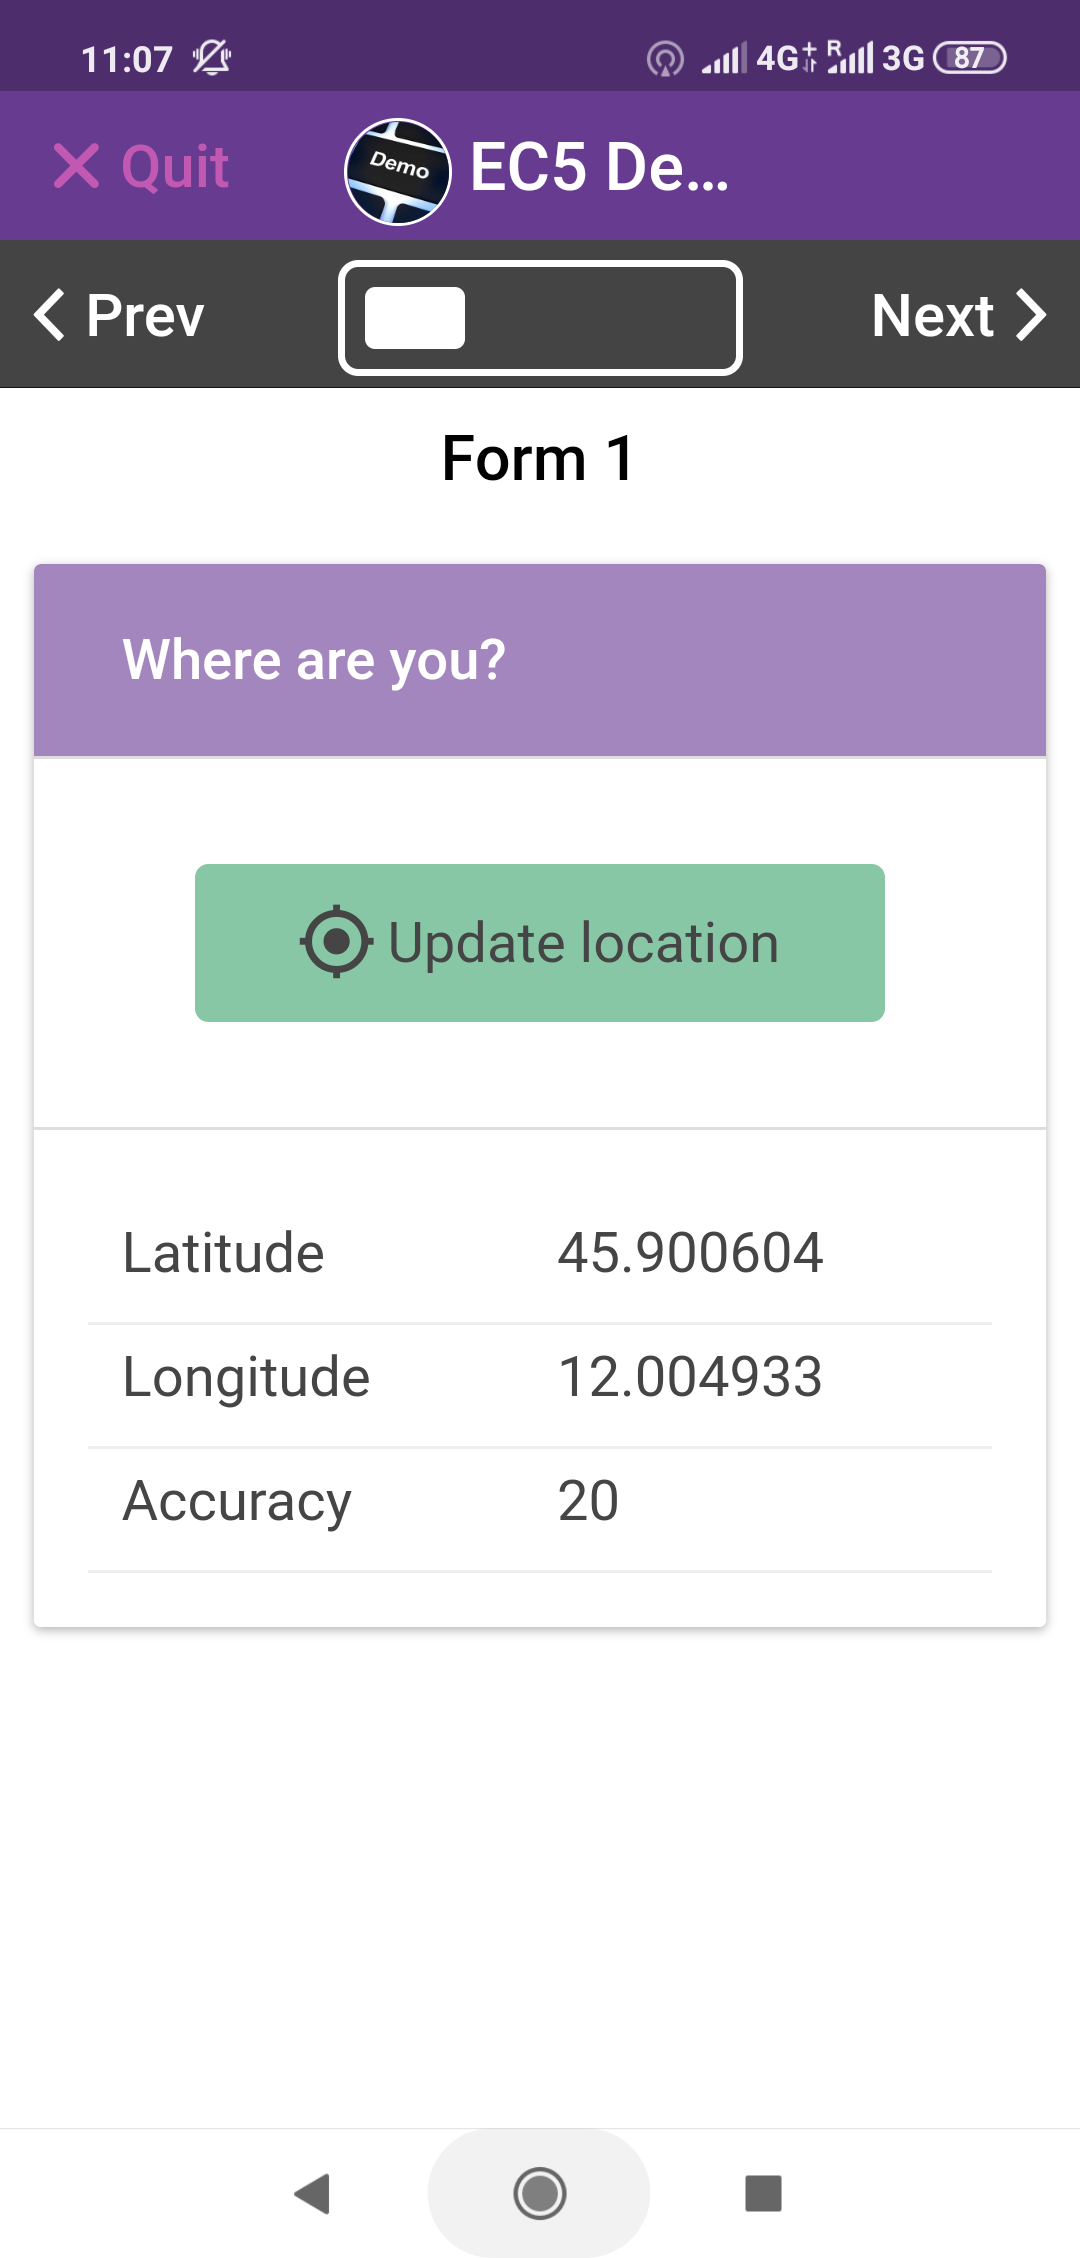 11:07 4G R 3G 87
Quit Demo EC5 De...
Prev Next
Form 1
Where are you?
Update location
Latitude 45.900604
Longitude 12.004933
Accuracy 20